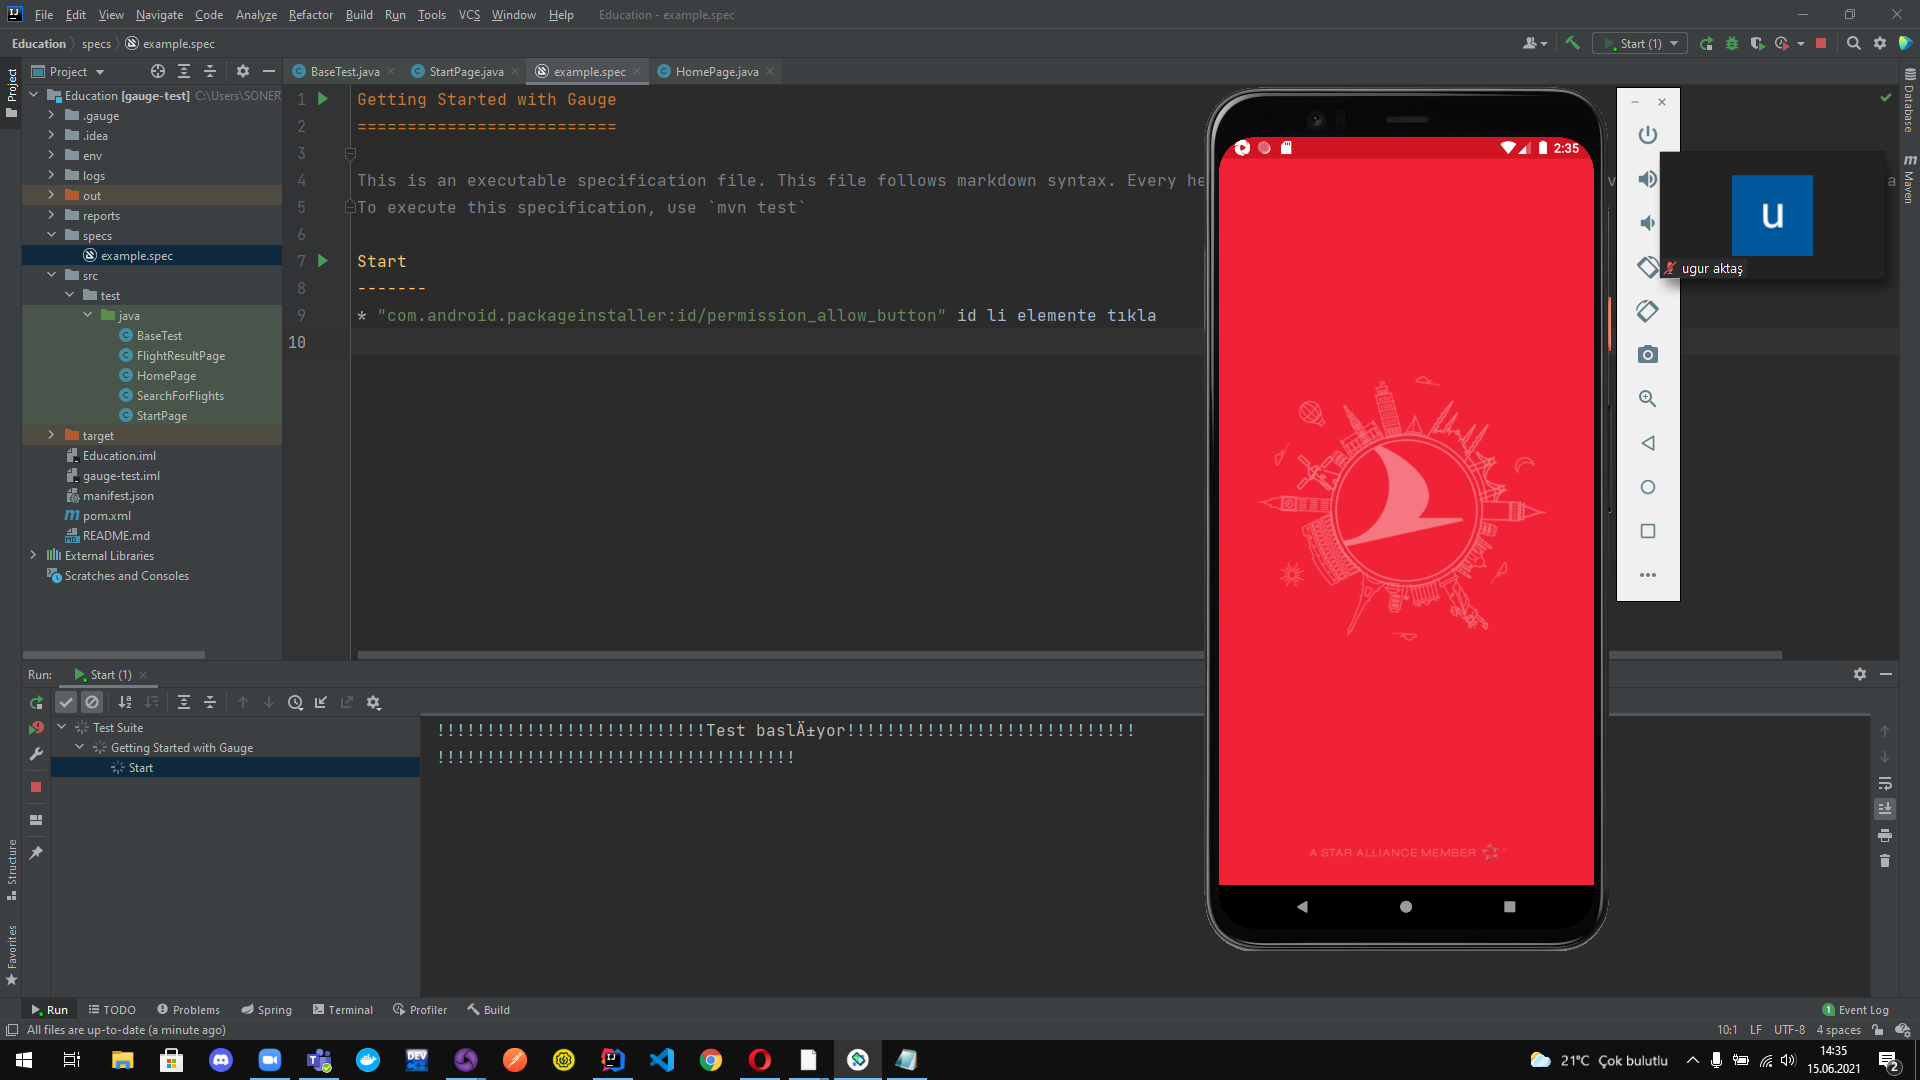 File Edit View Navigate Code Analyze Refactor Build Run Tools VCS Window Help Education - example.spec
Education specs example.spec
Start (1)
Project
BaseTest.java StartPage.java example.spec HomePage.java
Project
Education [gauge-test] C:\Users\SONER
.gauge
.idea
env
logs
out
reports
specs
example.spec
src
test
java
BaseTest
FlightResultPage
HomePage
SearchForFlights
StartPage
target
Education.iml
gauge-test.iml
manifest.json
pom.xml
README.md
External Libraries
Scratches and Consoles
1 Getting Started with Gauge
2 ==========================
3
4 This is an executable specification file. This file follows markdown syntax. Every he
5 To execute this specification, use `mvn test`
6
7 Start
8 -------
9 * "com.android.packageinstaller:id/permission_allow_button" id li elemente tıkla
10
2:35
A STAR ALLIANCE MEMBER
u
ugur aktaş
Database
Maven
Run: Start (1)
Test Suite
Getting Started with Gauge
Start
!!!!!!!!!!!!!!!!!!!!!!!!!!!Test baslÄ±yor!!!!!!!!!!!!!!!!!!!!!!!!!!!!!
!!!!!!!!!!!!!!!!!!!!!!!!!!!!!!!!!!!!
Structure
Favorites
Run TODO Problems Spring Terminal Profiler Build 1 Event Log
All files are up-to-date (a minute ago) 10:1 LF UTF-8 4 spaces
21°C Çok bulutlu
14:35
15.06.2021
2